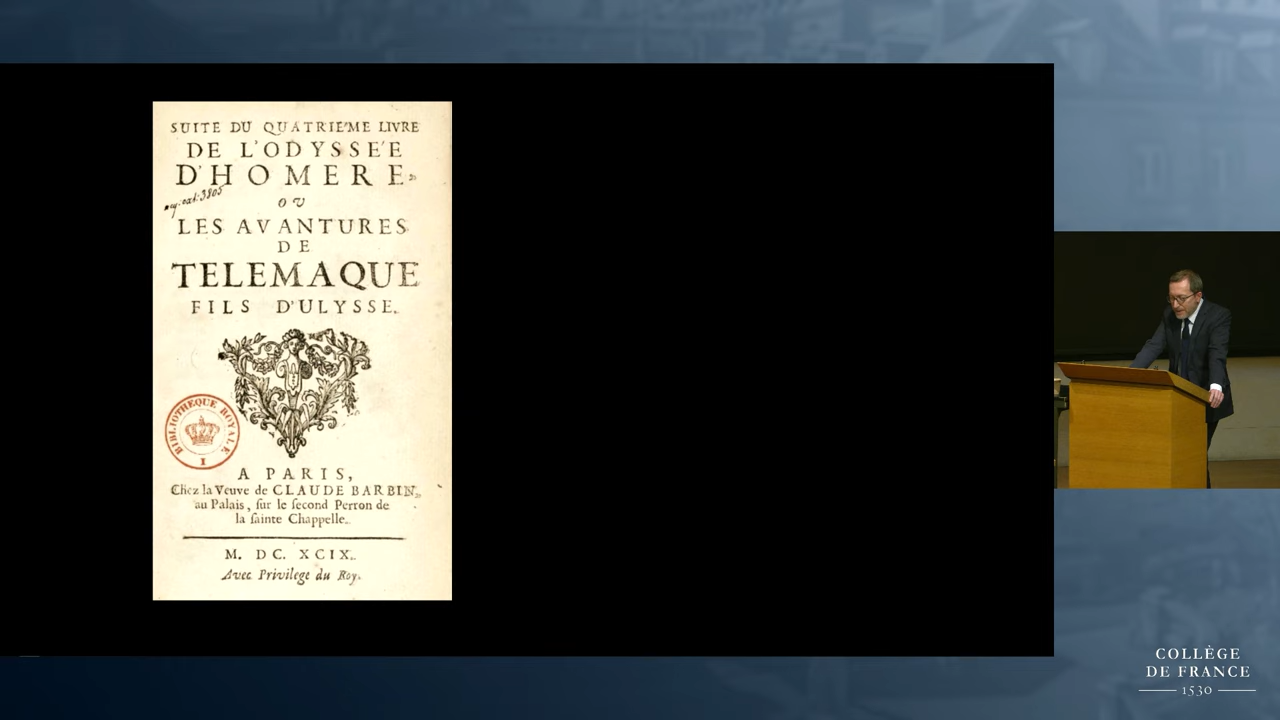 SUITE DU QUATRIE'ME LIVRE
DE L'ODYSSE'E
D'HOMERE
OU
LES AVANTURES
DE
TELEMAQUE
FILS D'ULYSSE.
BIBLIOTHEQUE ROYALE
I
A PARIS,
Chez la Veuve de CLAUDE BARBIN,
au Palais, sur le second Perron de
la sainte Chappelle.
M. DC. XCIX.
Avec Privilege du Roy.
COLLÈGE
DE FRANCE
1530